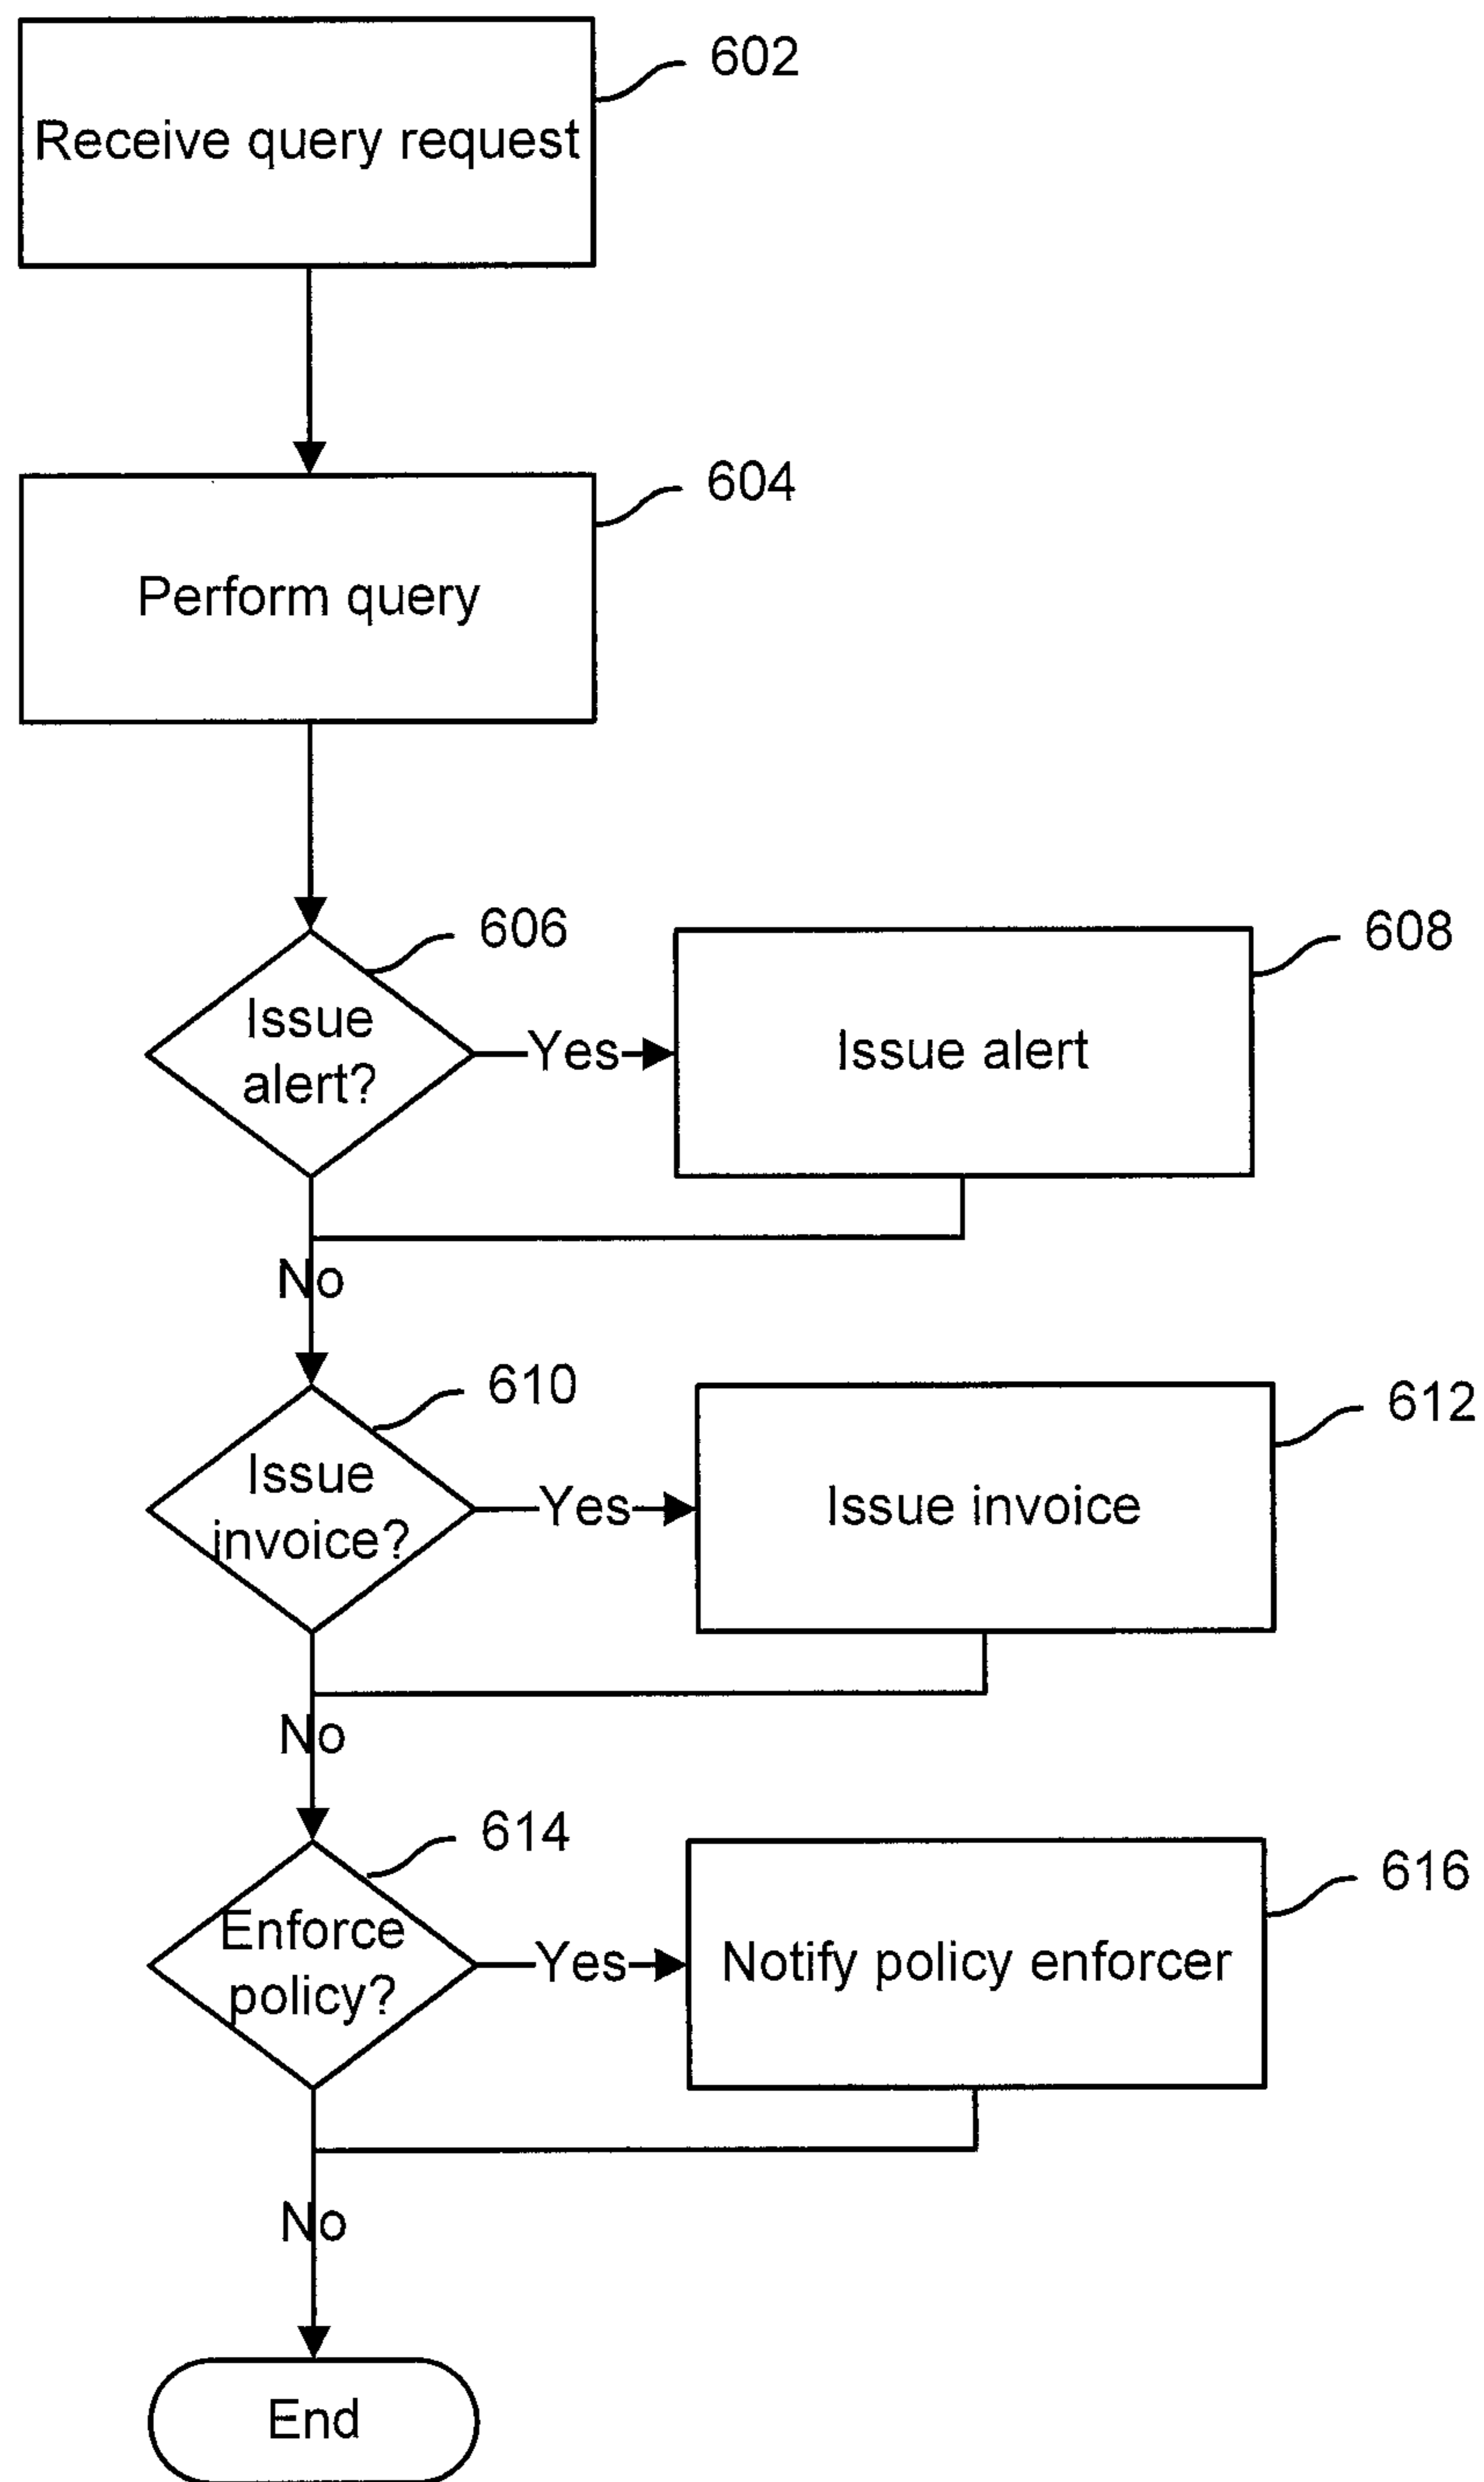 602
Receive query request
604
Perform query
606
608
Issue
alert?
Yes
Issue alert
No
610
612
Issue
invoice?
Yes
Issue invoice
No
614
616
Enforce
policy?
Yes
Notify policy enforcer
No
End